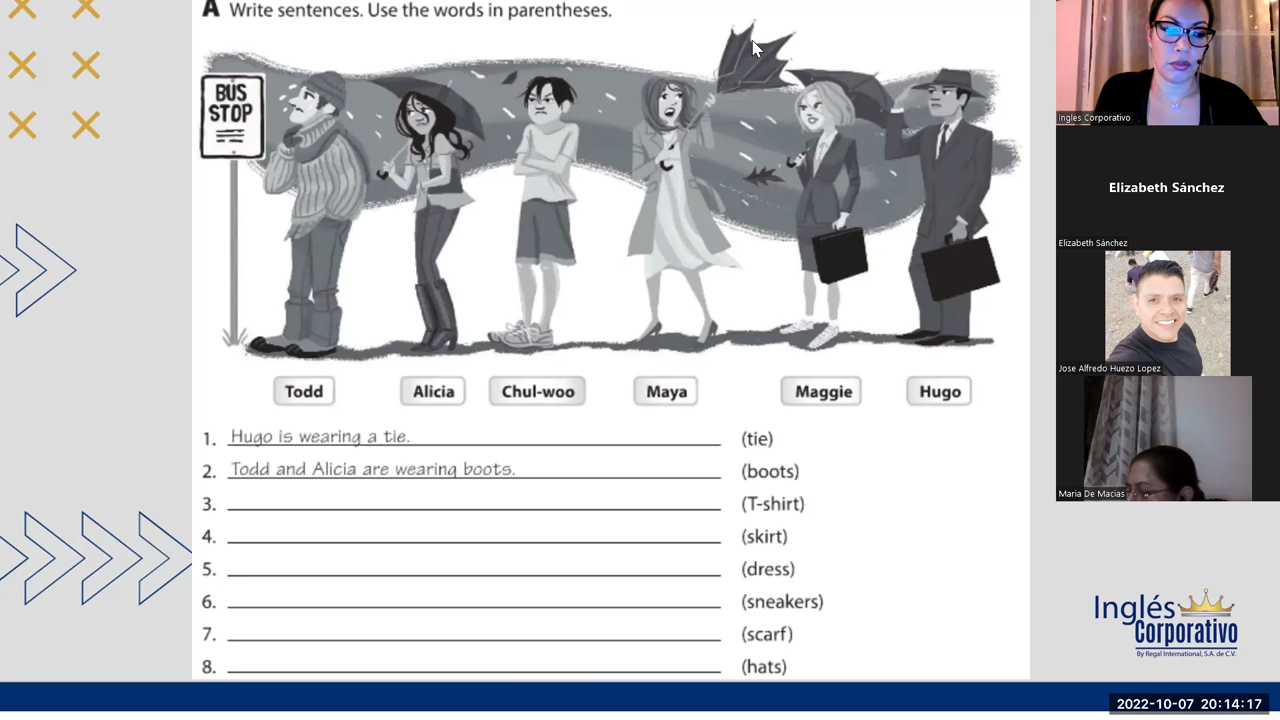 A Write sentences. Use the words in parentheses.
BUS
STOP
Todd
Alicia
Chul-woo
Maya
Maggie
Hugo
1. Hugo is wearing a tie. (tie)
2. Todd and Alicia are wearing boots. (boots)
3. (T-shirt)
4. (skirt)
5. (dress)
6. (sneakers)
7. (scarf)
8. (hats)
Ingles Corporativo
Elizabeth Sánchez
Elizabeth Sánchez
Jose Alfredo Huezo Lopez
Maria De Macias
Inglés
Corporativo
By Regal International, S.A. de C.V.
2022-10-07 20:14:17